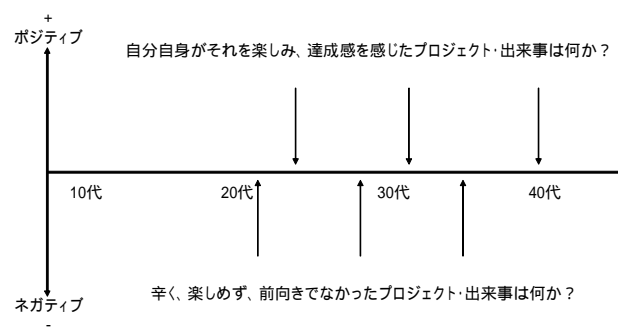 +
ポジティブ
自分自身がそれを楽しみ、達成感を感じたプロジェクト・出来事は何か？
10代 20代 30代 40代
辛く、楽しめず、前向きでなかったプロジェクト・出来事は何か？
ネガティブ
-